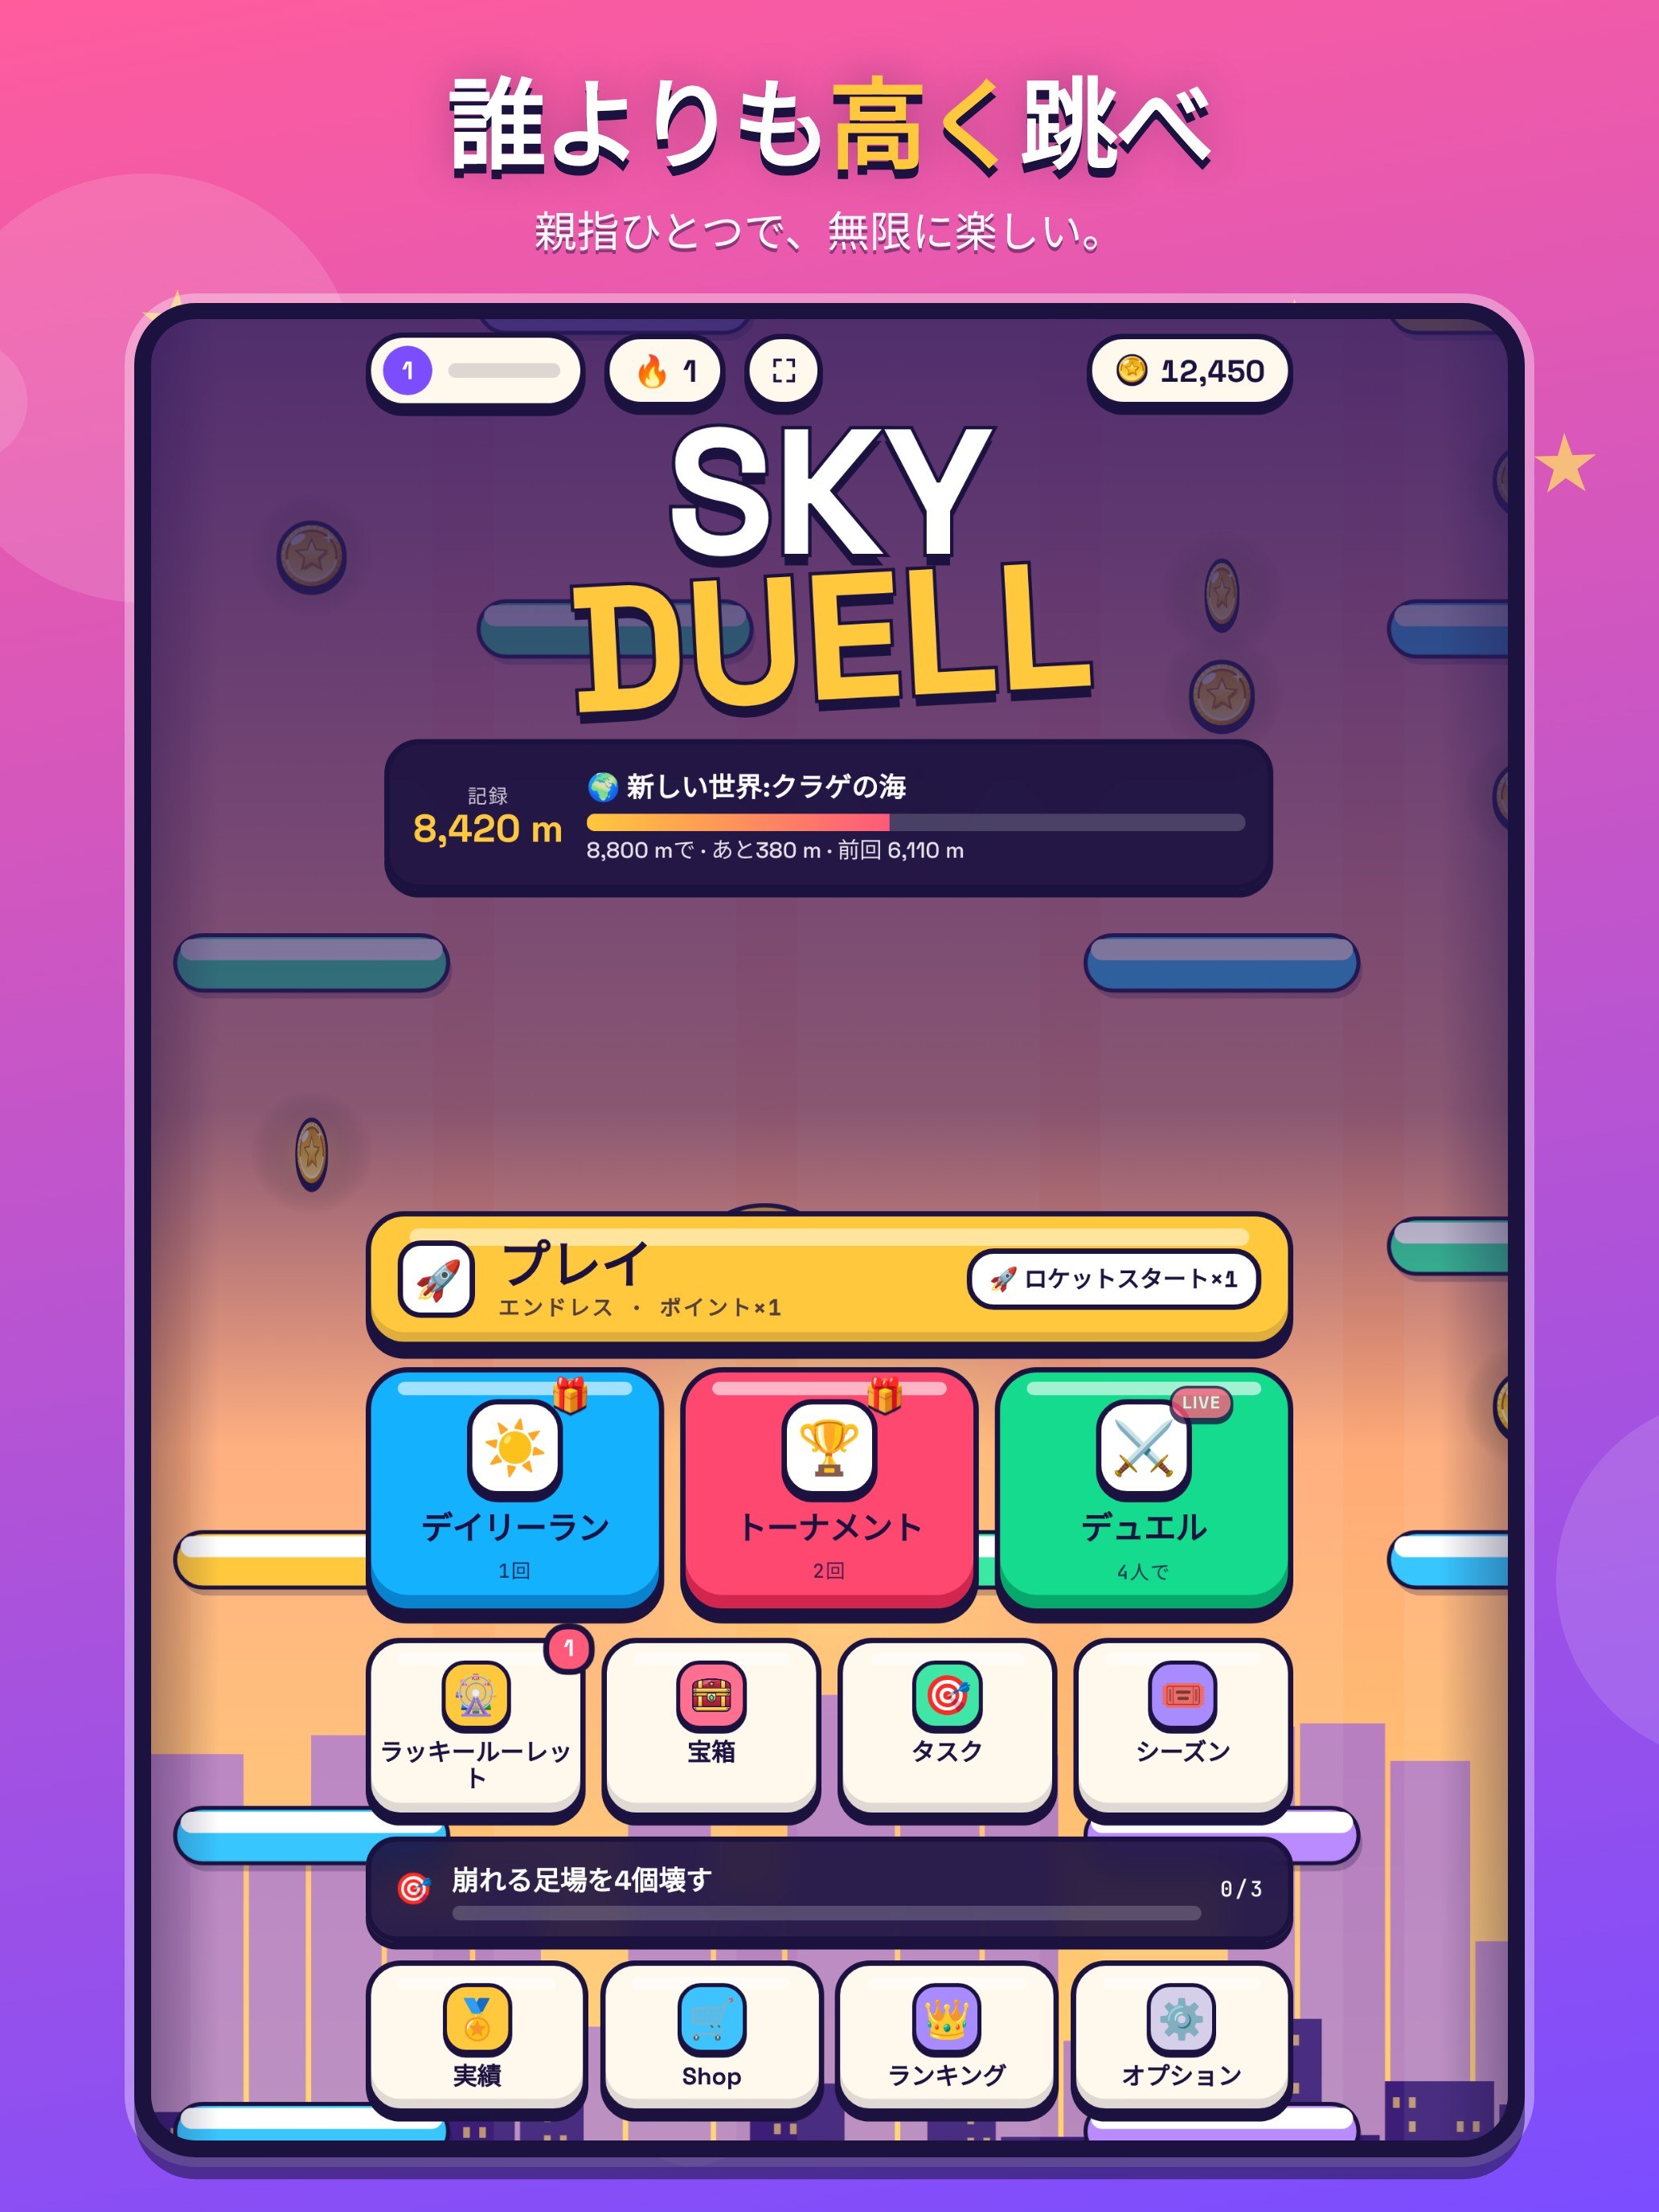 誰よりも高く跳べ
親指ひとつで、無限に楽しい。
1
1
12,450
SKY
DUELL
記録
8,420 m
新しい世界:クラゲの海
8,800 mで · あと380 m · 前回 6,110 m
プレイ
エンドレス · ポイント×1
ロケットスタート×1
デイリーラン
1回
トーナメント
2回
LIVE
デュエル
4人で
1
ラッキールーレッ
ト
宝箱
タスク
シーズン
崩れる足場を4個壊す
0/3
実績
Shop
ランキング
オプション